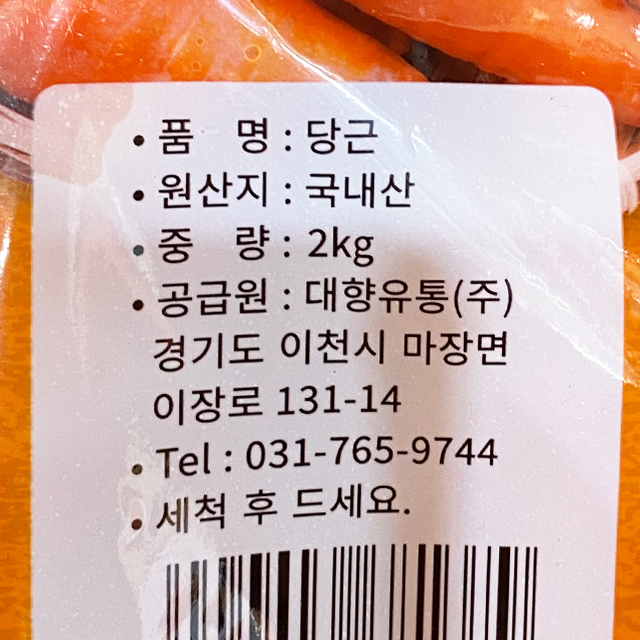 • 품 명 : 당근
• 원산지 : 국내산
• 중 량 : 2kg
• 공급원 : 대향유통(주)
경기도 이천시 마장면
이장로 131-14
• Tel : 031-765-9744
• 세척 후 드세요.